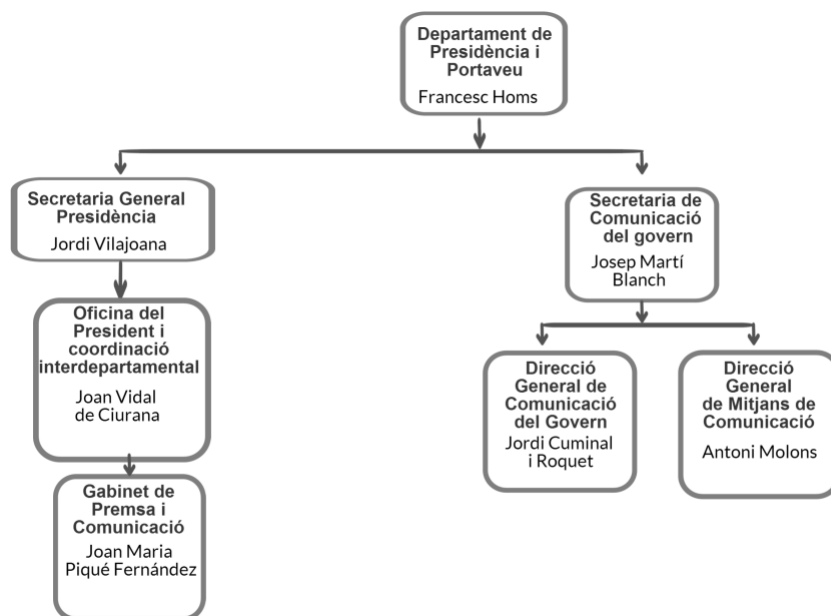 Departament de
Presidència i
Portaveu
Francesc Homs
Secretaria General
Presidència
Jordi Vilajoana
Secretaria de
Comunicació
del govern
Josep Martí
Blanch
Oficina del
President i
coordinació
interdepartamental
Joan Vidal
de Ciurana
Direcció
General de
Comunicació
del Govern
Jordi Cuminal
i Roquet
Direcció
General
de Mitjans de
Comunicació
Antoni Molons
Gabinet de
Premsa i
Comunicació
Joan Maria
Piqué Fernández